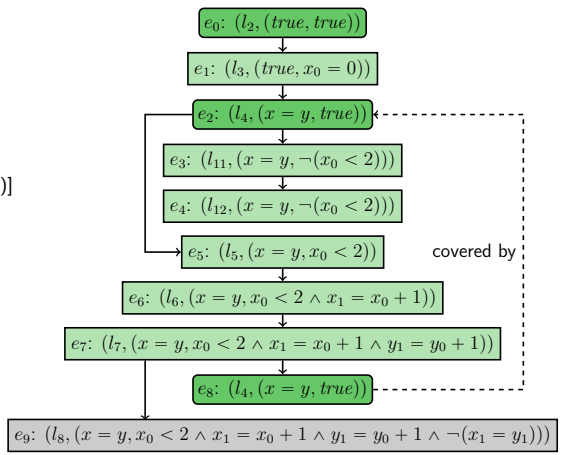 e₀: (l₂, (true, true))
e₁: (l₃, (true, x₀ = 0))
e₂: (l₄, (x = y, true))
e₃: (l₁₁, (x = y, ¬(x₀ < 2)))
)]
e₄: (l₁₂, (x = y, ¬(x₀ < 2)))
e₅: (l₅, (x = y, x₀ < 2))
covered by
e₆: (l₆, (x = y, x₀ < 2 ∧ x₁ = x₀ + 1))
e₇: (l₇, (x = y, x₀ < 2 ∧ x₁ = x₀ + 1 ∧ y₁ = y₀ + 1))
e₈: (l₄, (x = y, true))
e₉: (l₈, (x = y, x₀ < 2 ∧ x₁ = x₀ + 1 ∧ y₁ = y₀ + 1 ∧ ¬(x₁ = y₁)))